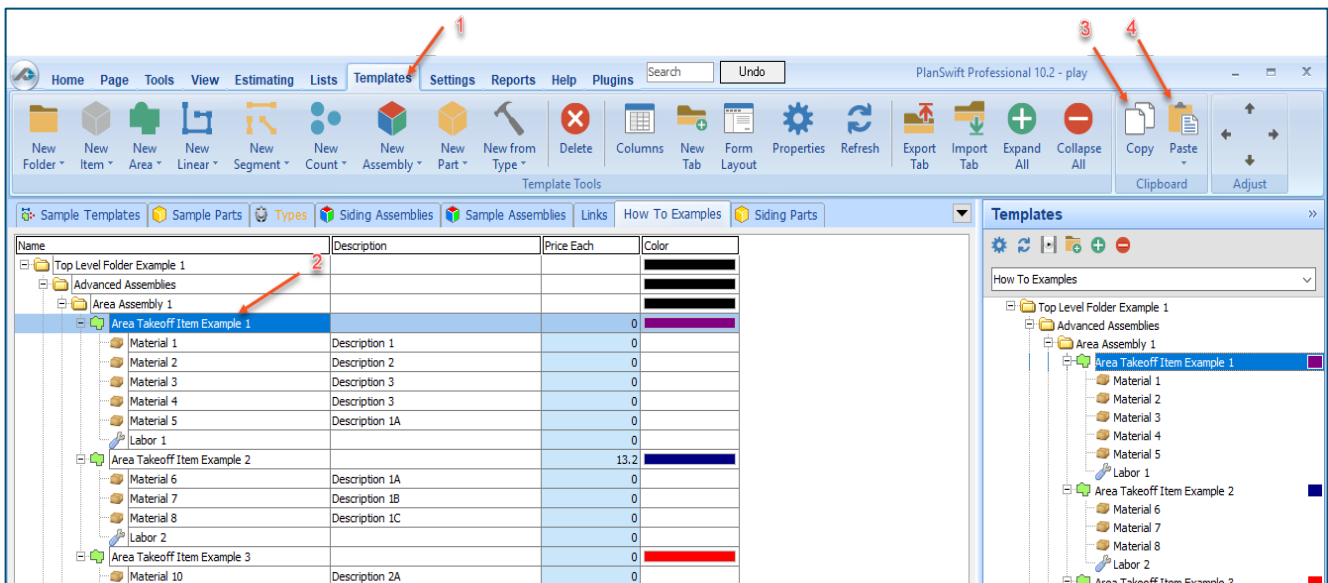 1
3
4
Home Page Tools View Estimating Lists Templates Settings Reports Help Plugins Search Undo PlanSwift Professional 10.2 - play
New Folder
New Item
New Area
New Linear
New Segment
New Count
New Assembly
New Part
New from Type
Delete
Columns
New Tab
Form Layout
Properties
Refresh
Export Tab
Import Tab
Expand All
Collapse All
Copy
Paste
Template Tools
Clipboard
Adjust
Sample Templates Sample Parts Types Siding Assemblies Sample Assemblies Links How To Examples Siding Parts
Name Description Price Each Color
2
Top Level Folder Example 1
Advanced Assemblies
Area Assembly 1
Area Takeoff Item Example 1 0
Material 1 Description 1 0
Material 2 Description 2 0
Material 3 Description 3 0
Material 4 Description 3 0
Material 5 Description 1A 0
Labor 1 0
Area Takeoff Item Example 2 13.2
Material 6 Description 1A 0
Material 7 Description 1B 0
Material 8 Description 1C 0
Labor 2 0
Area Takeoff Item Example 3 0
Material 10 Description 2A 0
Templates
How To Examples
Top Level Folder Example 1
Advanced Assemblies
Area Assembly 1
Area Takeoff Item Example 1
Material 1
Material 2
Material 3
Material 4
Material 5
Labor 1
Area Takeoff Item Example 2
Material 6
Material 7
Material 8
Labor 2
Area Takeoff Item Example 3